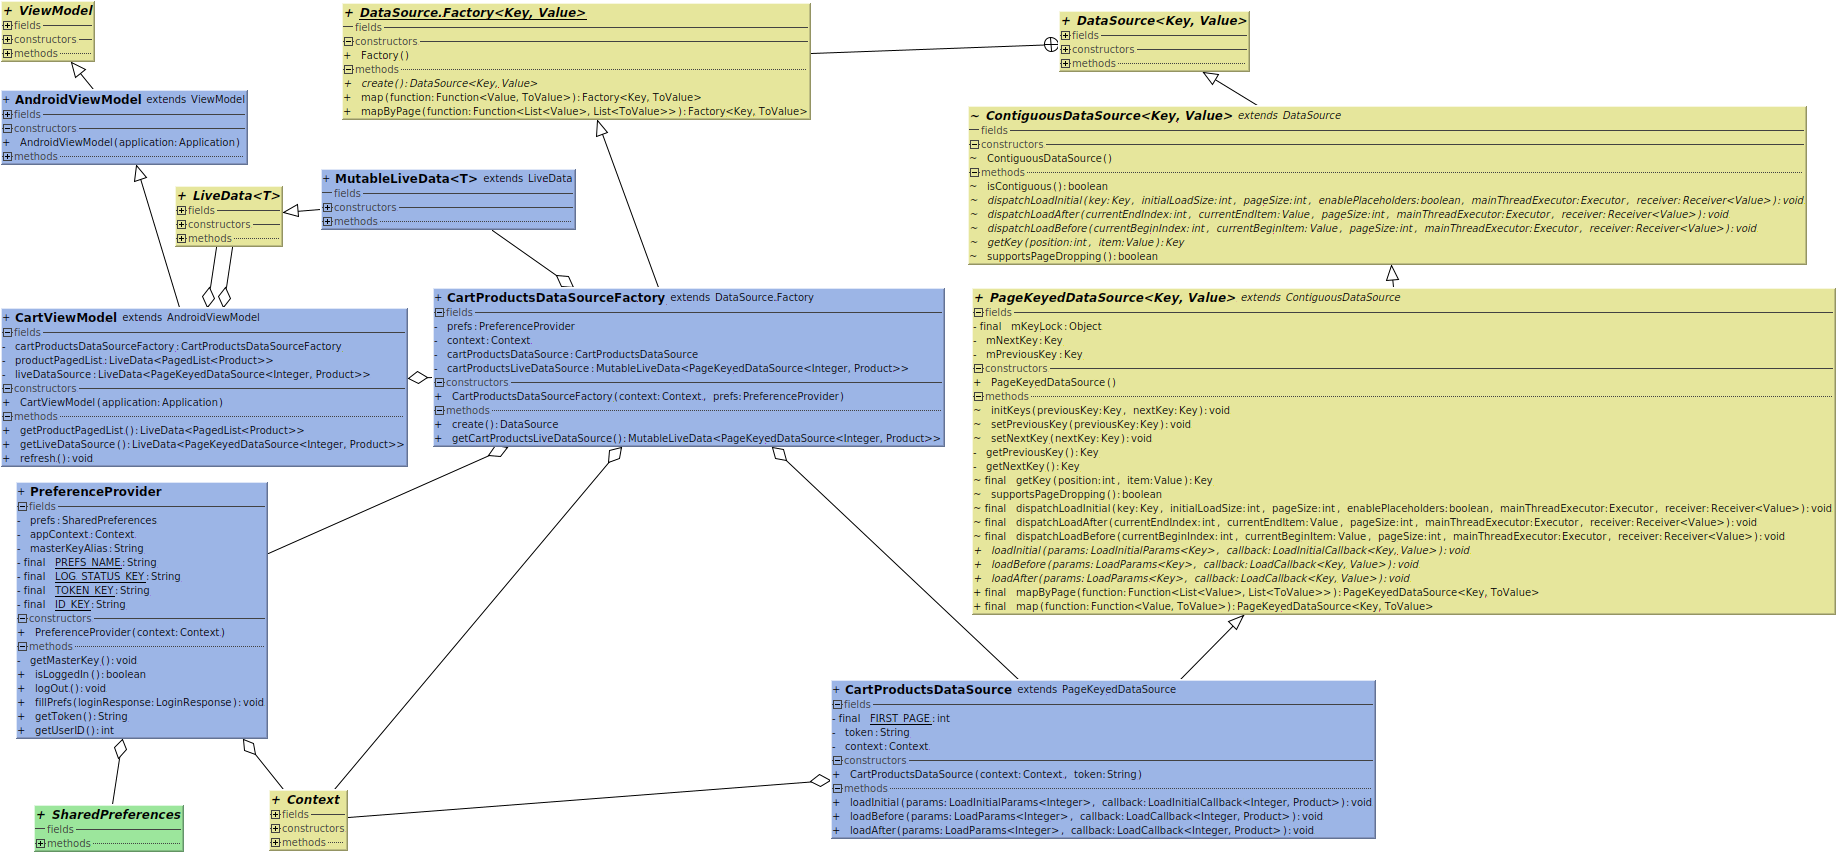 + ViewModel
fields
constructors
methods
+ AndroidViewModel extends ViewModel
fields
constructors
+ AndroidViewModel(application:Application)
methods
+ LiveData<T>
fields
constructors
methods
+ MutableLiveData<T> extends LiveData
fields
constructors
methods
+ DataSource.Factory<Key, Value>
fields
constructors
+ Factory()
methods
+ create():DataSource<Key, Value>
+ map(function:Function<Value, ToValue>):Factory<Key, ToValue>
+ mapByPage(function:Function<List<Value>, List<ToValue>>):Factory<Key, ToValue>
+ DataSource<Key, Value>
fields
constructors
methods
~ ContiguousDataSource<Key, Value> extends DataSource
fields
constructors
~ ContiguousDataSource()
methods
~ isContiguous():boolean
~ dispatchLoadInitial(key:Key, initialLoadSize:int, pageSize:int, enablePlaceholders:boolean, mainThreadExecutor:Executor, receiver:Receiver<Value>):void
~ dispatchLoadAfter(currentEndIndex:int, currentEndItem:Value, pageSize:int, mainThreadExecutor:Executor, receiver:Receiver<Value>):void
~ dispatchLoadBefore(currentBeginIndex:int, currentBeginItem:Value, pageSize:int, mainThreadExecutor:Executor, receiver:Receiver<Value>):void
~ getKey(position:int, item:Value):Key
~ supportsPageDropping():boolean
+ CartViewModel extends AndroidViewModel
fields
- cartProductsDataSourceFactory:CartProductsDataSourceFactory
- productPagedList:LiveData<PagedList<Product>>
- liveDataSource:LiveData<PageKeyedDataSource<Integer, Product>>
constructors
+ CartViewModel(application:Application)
methods
+ getProductPagedList():LiveData<PagedList<Product>>
+ getLiveDataSource():LiveData<PageKeyedDataSource<Integer, Product>>
+ refresh():void
+ CartProductsDataSourceFactory extends DataSource.Factory
fields
- prefs:PreferenceProvider
- context:Context
- cartProductsDataSource:CartProductsDataSource
- cartProductsLiveDataSource:MutableLiveData<PageKeyedDataSource<Integer, Product>>
constructors
+ CartProductsDataSourceFactory(context:Context, prefs:PreferenceProvider)
methods
+ create():DataSource
+ getCartProductsLiveDataSource():MutableLiveData<PageKeyedDataSource<Integer, Product>>
+ PageKeyedDataSource<Key, Value> extends ContiguousDataSource
fields
- final mKeyLock:Object
- mNextKey:Key
- mPreviousKey:Key
constructors
+ PageKeyedDataSource()
methods
~ initKeys(previousKey:Key, nextKey:Key):void
~ setPreviousKey(previousKey:Key):void
~ setNextKey(nextKey:Key):void
- getPreviousKey():Key
- getNextKey():Key
~ final getKey(position:int, item:Value):Key
~ supportsPageDropping():boolean
~ final dispatchLoadInitial(key:Key, initialLoadSize:int, pageSize:int, enablePlaceholders:boolean, mainThreadExecutor:Executor, receiver:Receiver<Value>):void
~ final dispatchLoadAfter(currentEndIndex:int, currentEndItem:Value, pageSize:int, mainThreadExecutor:Executor, receiver:Receiver<Value>):void
~ final dispatchLoadBefore(currentBeginIndex:int, currentBeginItem:Value, pageSize:int, mainThreadExecutor:Executor, receiver:Receiver<Value>):void
+ loadInitial(params:LoadInitialParams<Key>, callback:LoadInitialCallback<Key, Value>):void
+ loadBefore(params:LoadParams<Key>, callback:LoadCallback<Key, Value>):void
+ loadAfter(params:LoadParams<Key>, callback:LoadCallback<Key, Value>):void
+ final mapByPage(function:Function<List<Value>, List<ToValue>>):PageKeyedDataSource<Key, ToValue>
+ final map(function:Function<Value, ToValue>):PageKeyedDataSource<Key, ToValue>
+ PreferenceProvider
fields
- prefs:SharedPreferences
- appContext:Context
- masterKeyAlias:String
- final PREFS_NAME:String
- final LOG_STATUS_KEY:String
- final TOKEN_KEY:String
- final ID_KEY:String
constructors
+ PreferenceProvider(context:Context)
methods
- getMasterKey():void
+ isLoggedIn():boolean
+ logOut():void
+ fillPrefs(loginResponse:LoginResponse):void
+ getToken():String
+ getUserID():int
+ CartProductsDataSource extends PageKeyedDataSource
fields
- final FIRST_PAGE:int
- token:String
- context:Context
constructors
+ CartProductsDataSource(context:Context, token:String)
methods
+ loadInitial(params:LoadInitialParams<Integer>, callback:LoadInitialCallback<Integer, Product>):void
+ loadBefore(params:LoadParams<Integer>, callback:LoadCallback<Integer, Product>):void
+ loadAfter(params:LoadParams<Integer>, callback:LoadCallback<Integer, Product>):void
+ SharedPreferences
fields
methods
+ Context
fields
constructors
methods